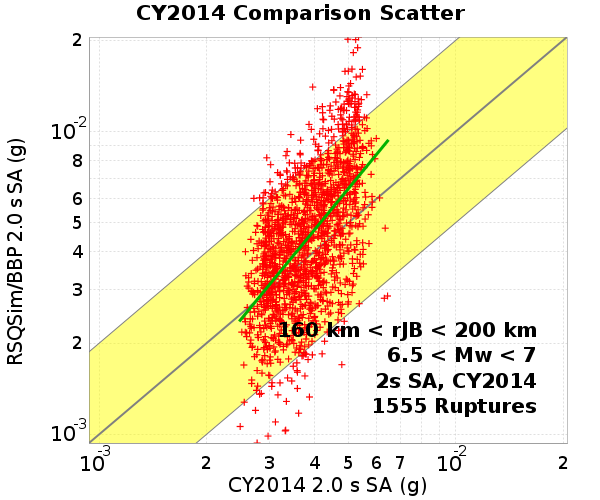 CY2014 Comparison Scatter
RSQSim/BBP 2.0 s SA (g)
2
10-2
8
6
5
4
3
2
10-3
160 km < rJB < 200 km
6.5 < Mw < 7
2s SA, CY2014
1555 Ruptures
10-3 2 3 4 5 6 7 10-2 2
CY2014 2.0 s SA (g)